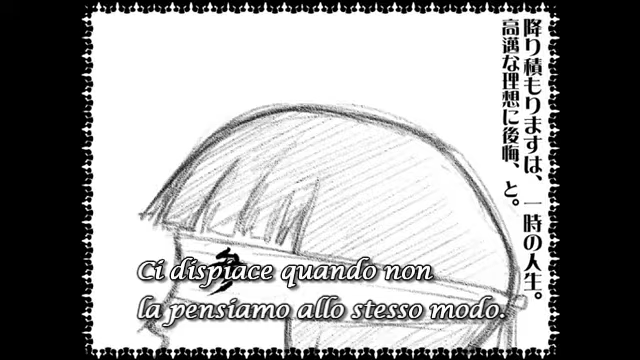 降り積もりますは、一時の人生。
高邁な理想に後悔、と。
参
Ci dispiace quando non
la pensiamo allo stesso modo.